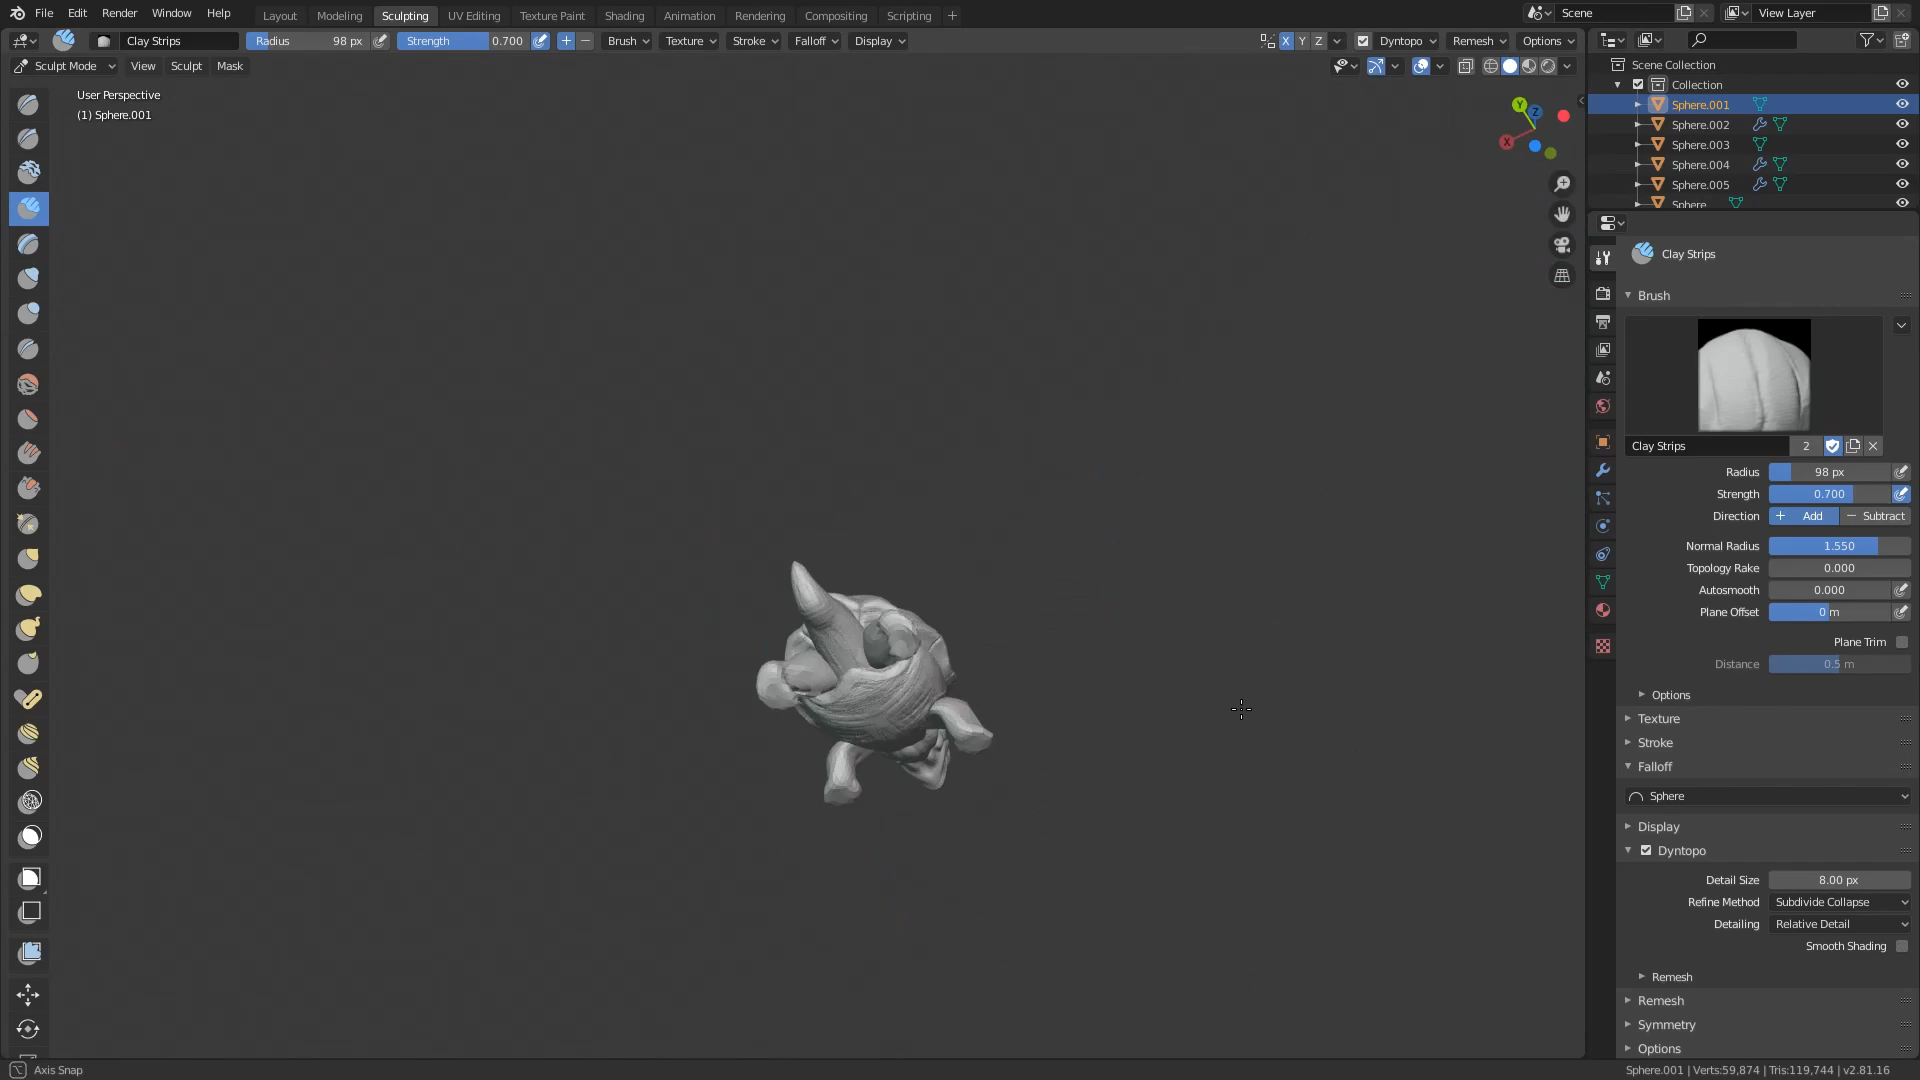 File Edit Render Window Help Layout Modeling Sculpting UV Editing Texture Paint Shading Animation Rendering Compositing Scripting + Scene View Layer
Clay Strips Radius 98 px Strength 0.700 + − Brush Texture Stroke Falloff Display X Y Z Dyntopo Remesh Options
Sculpt Mode View Sculpt Mask
User Perspective
(1) Sphere.001
Y
Z
X
Scene Collection
Collection
Sphere.001
Sphere.002
Sphere.003
Sphere.004
Sphere.005
Sphere
Clay Strips
Brush
Clay Strips 2
Radius 98 px
Strength 0.700
Direction + Add − Subtract
Normal Radius 1.550
Topology Rake 0.000
Autosmooth 0.000
Plane Offset 0 m
Plane Trim
Distance 0.5 m
Options
Texture
Stroke
Falloff
Sphere
Display
Dyntopo
Detail Size 8.00 px
Refine Method Subdivide Collapse
Detailing Relative Detail
Smooth Shading
Remesh
Remesh
Symmetry
Options
Axis Snap
Sphere.001 | Verts:59,874 | Tris:119,744 | v2.81.16